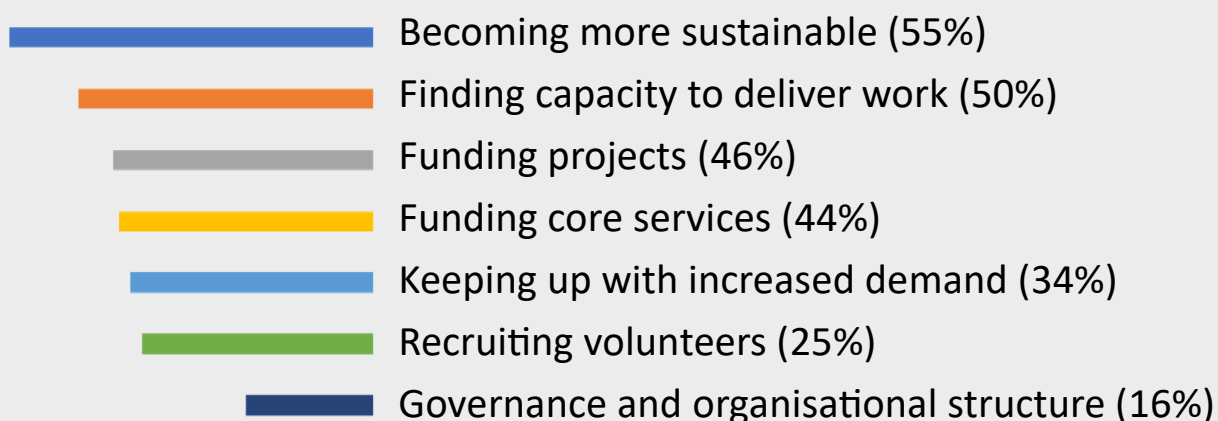 Becoming more sustainable (55%)
Finding capacity to deliver work (50%)
Funding projects (46%)
Funding core services (44%)
Keeping up with increased demand (34%)
Recruiting volunteers (25%)
Governance and organisational structure (16%)